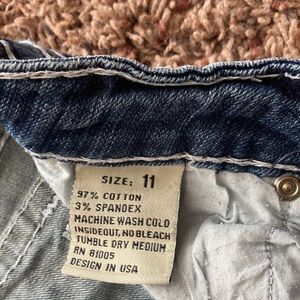 SIZE: 11
97% COTTON
3% SPANDEX
MACHINE WASH COLD
INSIDEOUT, NO BLEACH
TUMBLE DRY MEDIUM
RN 81005
DESIGN IN USA